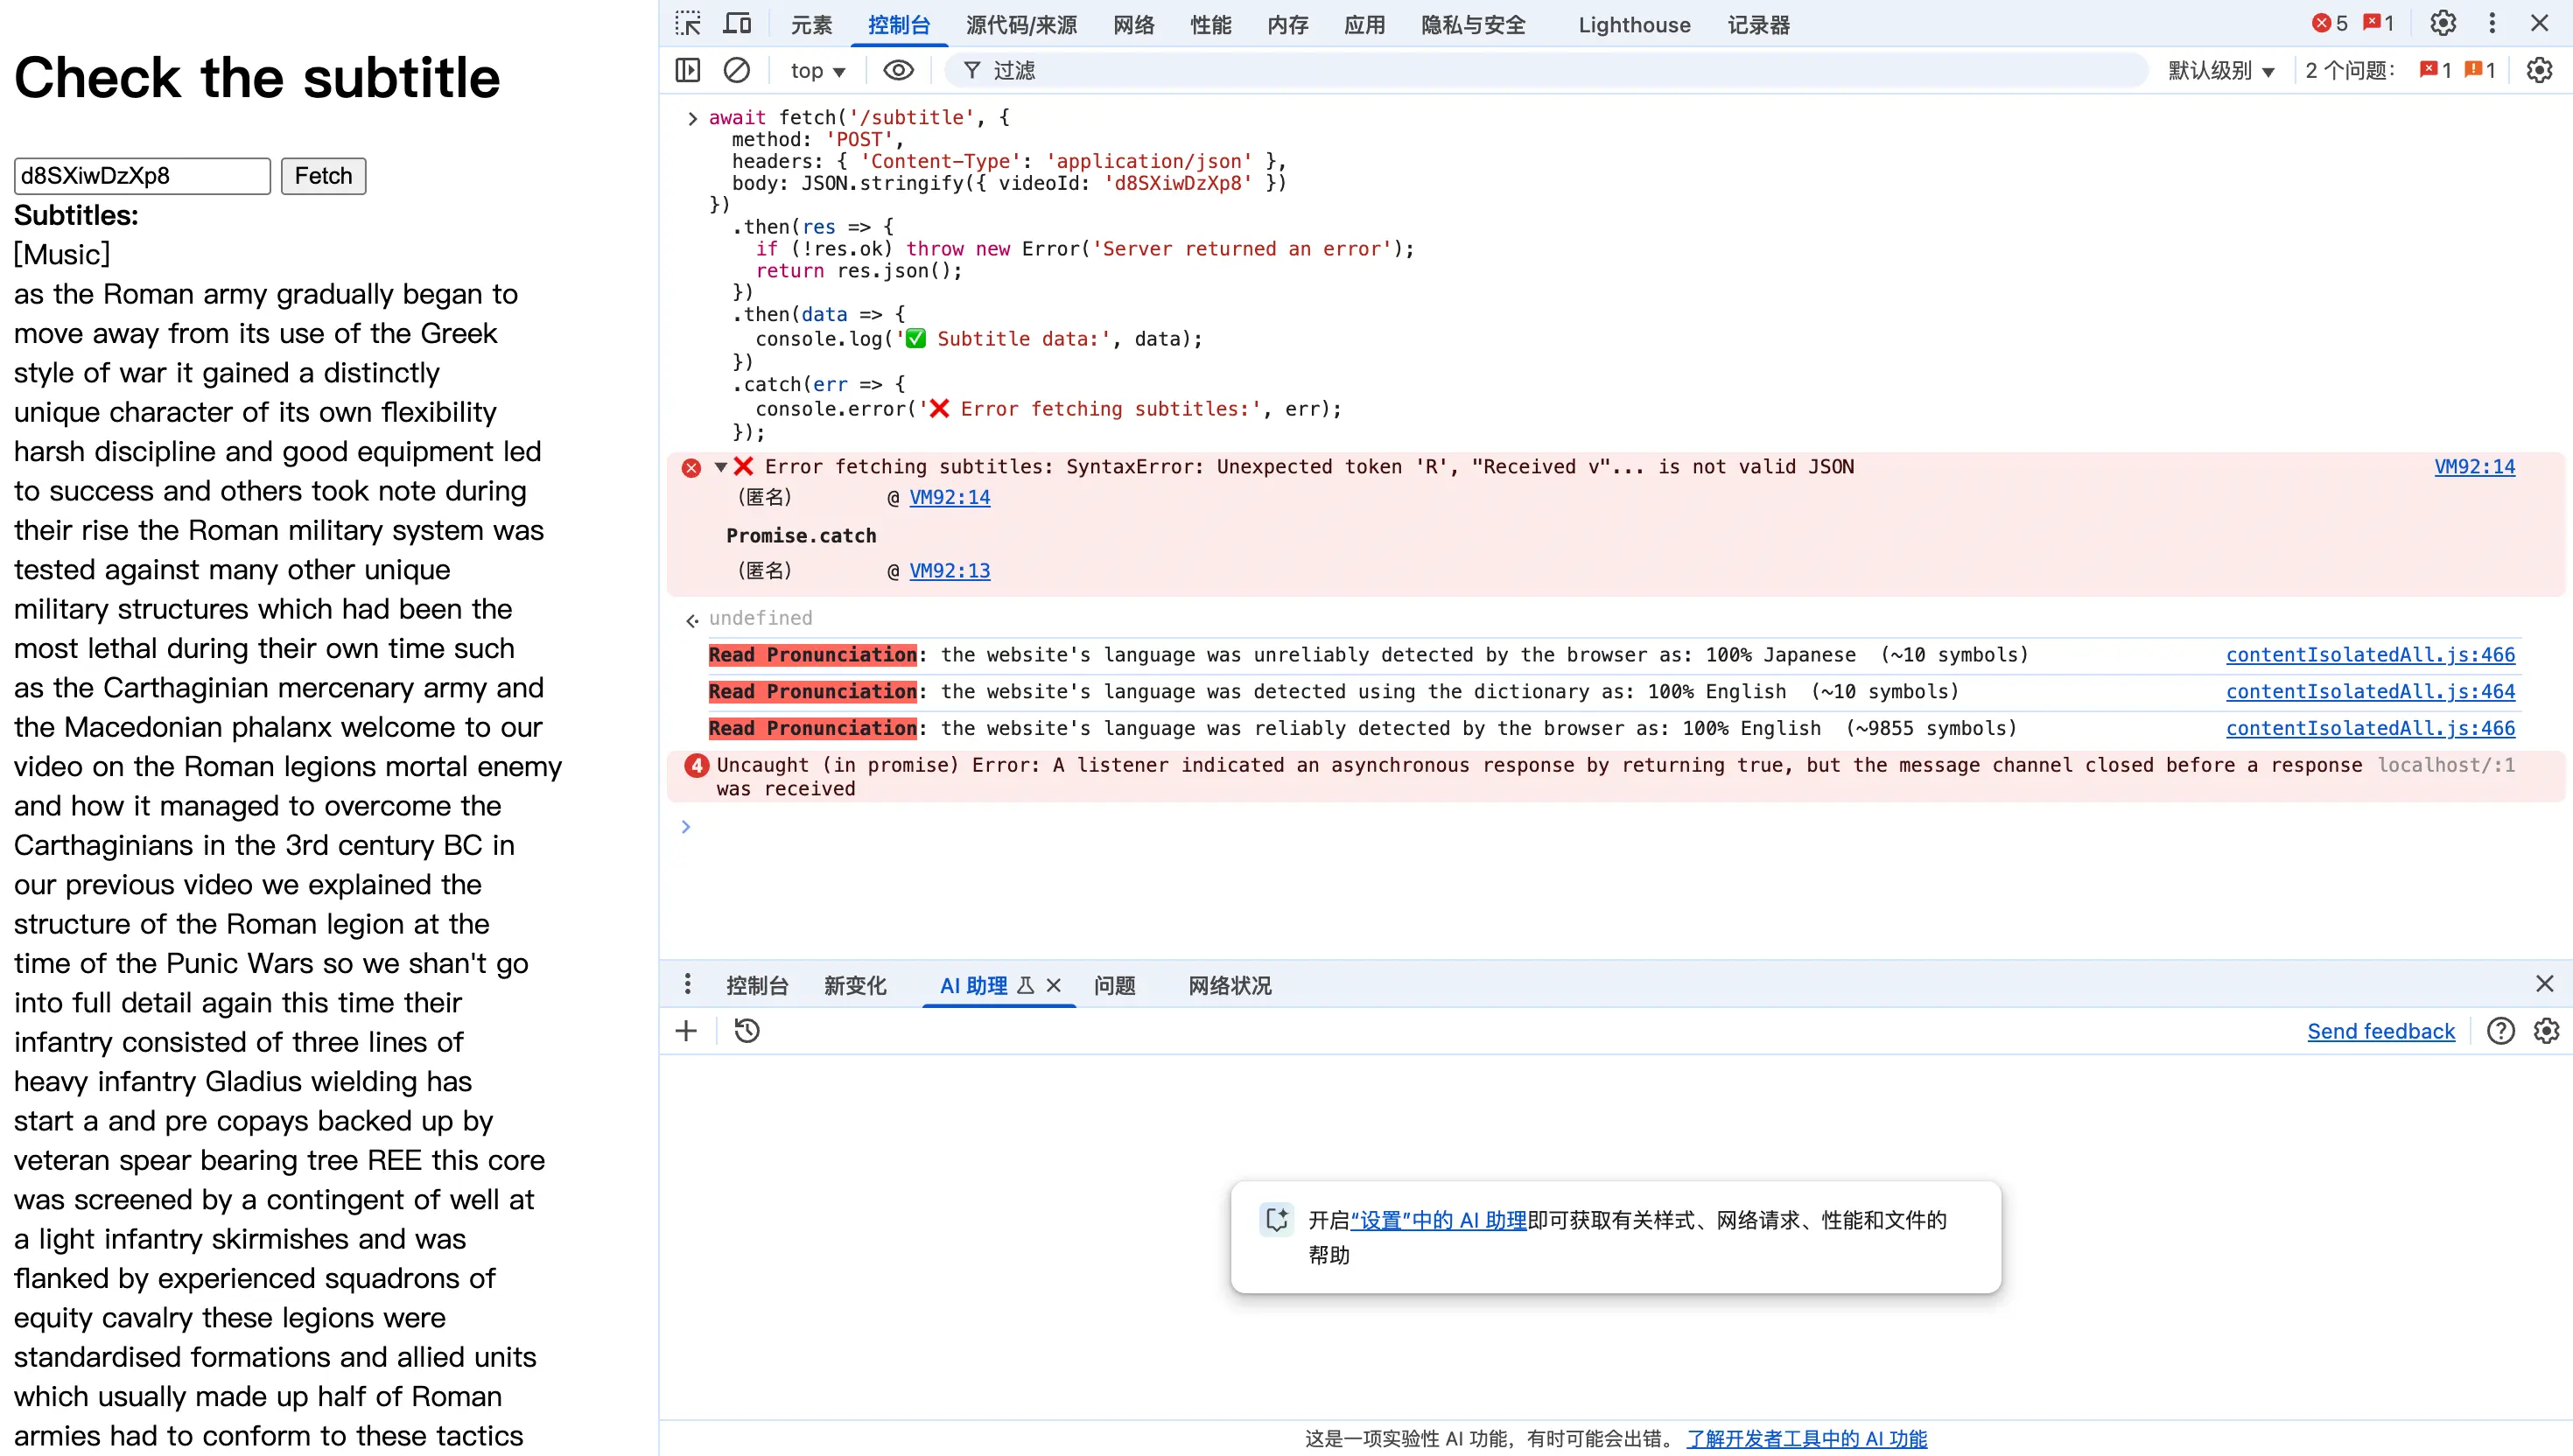 Check the subtitle
d8SXiwDzXp8 Fetch
Subtitles:
[Music]
as the Roman army gradually began to
move away from its use of the Greek
style of war it gained a distinctly
unique character of its own flexibility
harsh discipline and good equipment led
to success and others took note during
their rise the Roman military system was
tested against many other unique
military structures which had been the
most lethal during their own time such
as the Carthaginian mercenary army and
the Macedonian phalanx welcome to our
video on the Roman legions mortal enemy
and how it managed to overcome the
Carthaginians in the 3rd century BC in
our previous video we explained the
structure of the Roman legion at the
time of the Punic Wars so we shan't go
into full detail again this time their
infantry consisted of three lines of
heavy infantry Gladius wielding has
start a and pre copays backed up by
veteran spear bearing tree REE this core
was screened by a contingent of well at
a light infantry skirmishes and was
flanked by experienced squadrons of
equity cavalry these legions were
standardised formations and allied units
which usually made up half of Roman
armies had to conform to these tactics
元素 控制台 源代码/来源 网络 性能 内存 应用 隐私与安全 Lighthouse 记录器 5 1
top 过滤 默认级别 2 个问题: 1 1
await fetch('/subtitle', {
method: 'POST',
headers: { 'Content-Type': 'application/json' },
body: JSON.stringify({ videoId: 'd8SXiwDzXp8' })
})
.then(res => {
if (!res.ok) throw new Error('Server returned an error');
return res.json();
})
.then(data => {
console.log('✅ Subtitle data:', data);
})
.catch(err => {
console.error('❌ Error fetching subtitles:', err);
});
❌ Error fetching subtitles: SyntaxError: Unexpected token 'R', "Received v"... is not valid JSON VM92:14
(匿名) @ VM92:14
Promise.catch
(匿名) @ VM92:13
undefined
Read Pronunciation: the website's language was unreliably detected by the browser as: 100% Japanese (~10 symbols) contentIsolatedAll.js:466
Read Pronunciation: the website's language was detected using the dictionary as: 100% English (~10 symbols) contentIsolatedAll.js:464
Read Pronunciation: the website's language was reliably detected by the browser as: 100% English (~9855 symbols) contentIsolatedAll.js:466
4 Uncaught (in promise) Error: A listener indicated an asynchronous response by returning true, but the message channel closed before a response localhost/:1
was received
控制台 新变化 AI 助理 问题 网络状况
Send feedback
开启“设置”中的 AI 助理即可获取有关样式、网络请求、性能和文件的
帮助
这是一项实验性 AI 功能，有时可能会出错。 了解开发者工具中的 AI 功能